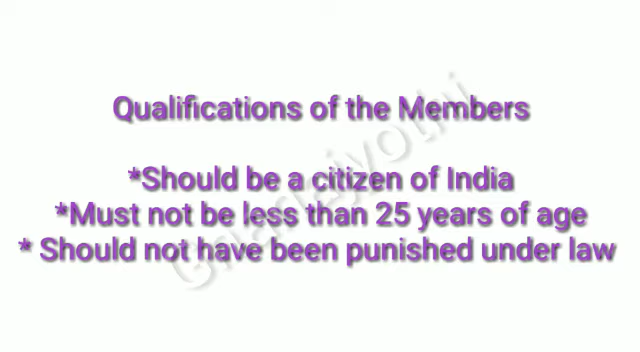 Qualifications of the Members
*Should be a citizen of India
*Must not be less than 25 years of age
* Should not have been punished under law
Gnanajyothi